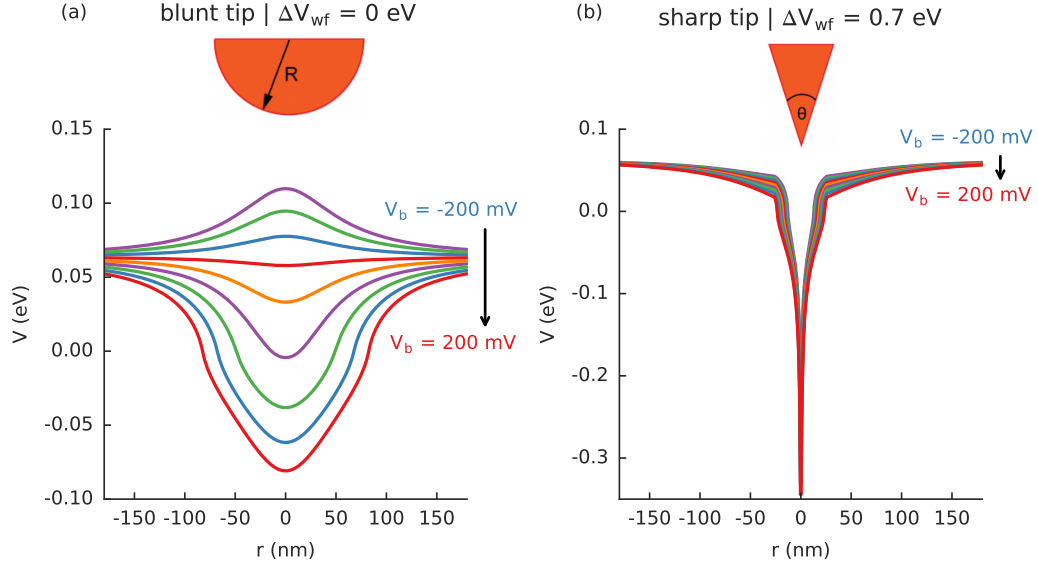 (a)
blunt tip | ΔV_wf = 0 eV
R
0.15
0.10
0.05
0.00
-0.05
-0.10
V (eV)
V_b = -200 mV
V_b = 200 mV
-150 -100 -50 0 50 100 150
r (nm)
(b)
sharp tip | ΔV_wf = 0.7 eV
θ
0.1
0.0
-0.1
-0.2
-0.3
V (eV)
V_b = -200 mV
V_b = 200 mV
-150 -100 -50 0 50 100 150
r (nm)